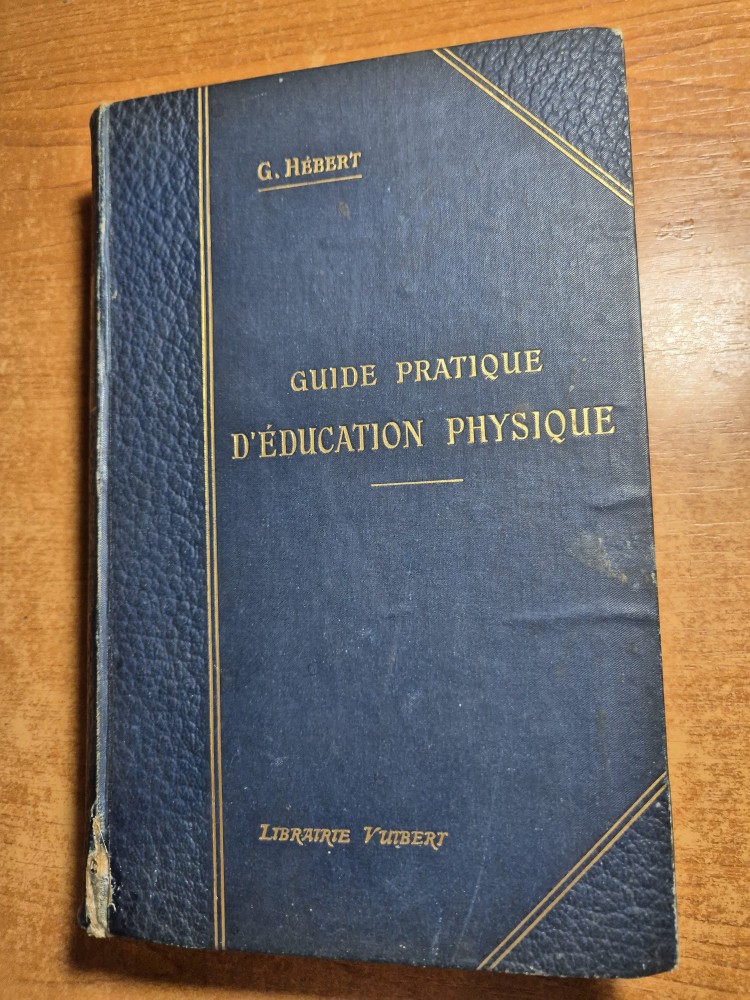 G. HÉBERT
GUIDE PRATIQUE
D'ÉDUCATION PHYSIQUE
LIBRAIRIE VUIBERT